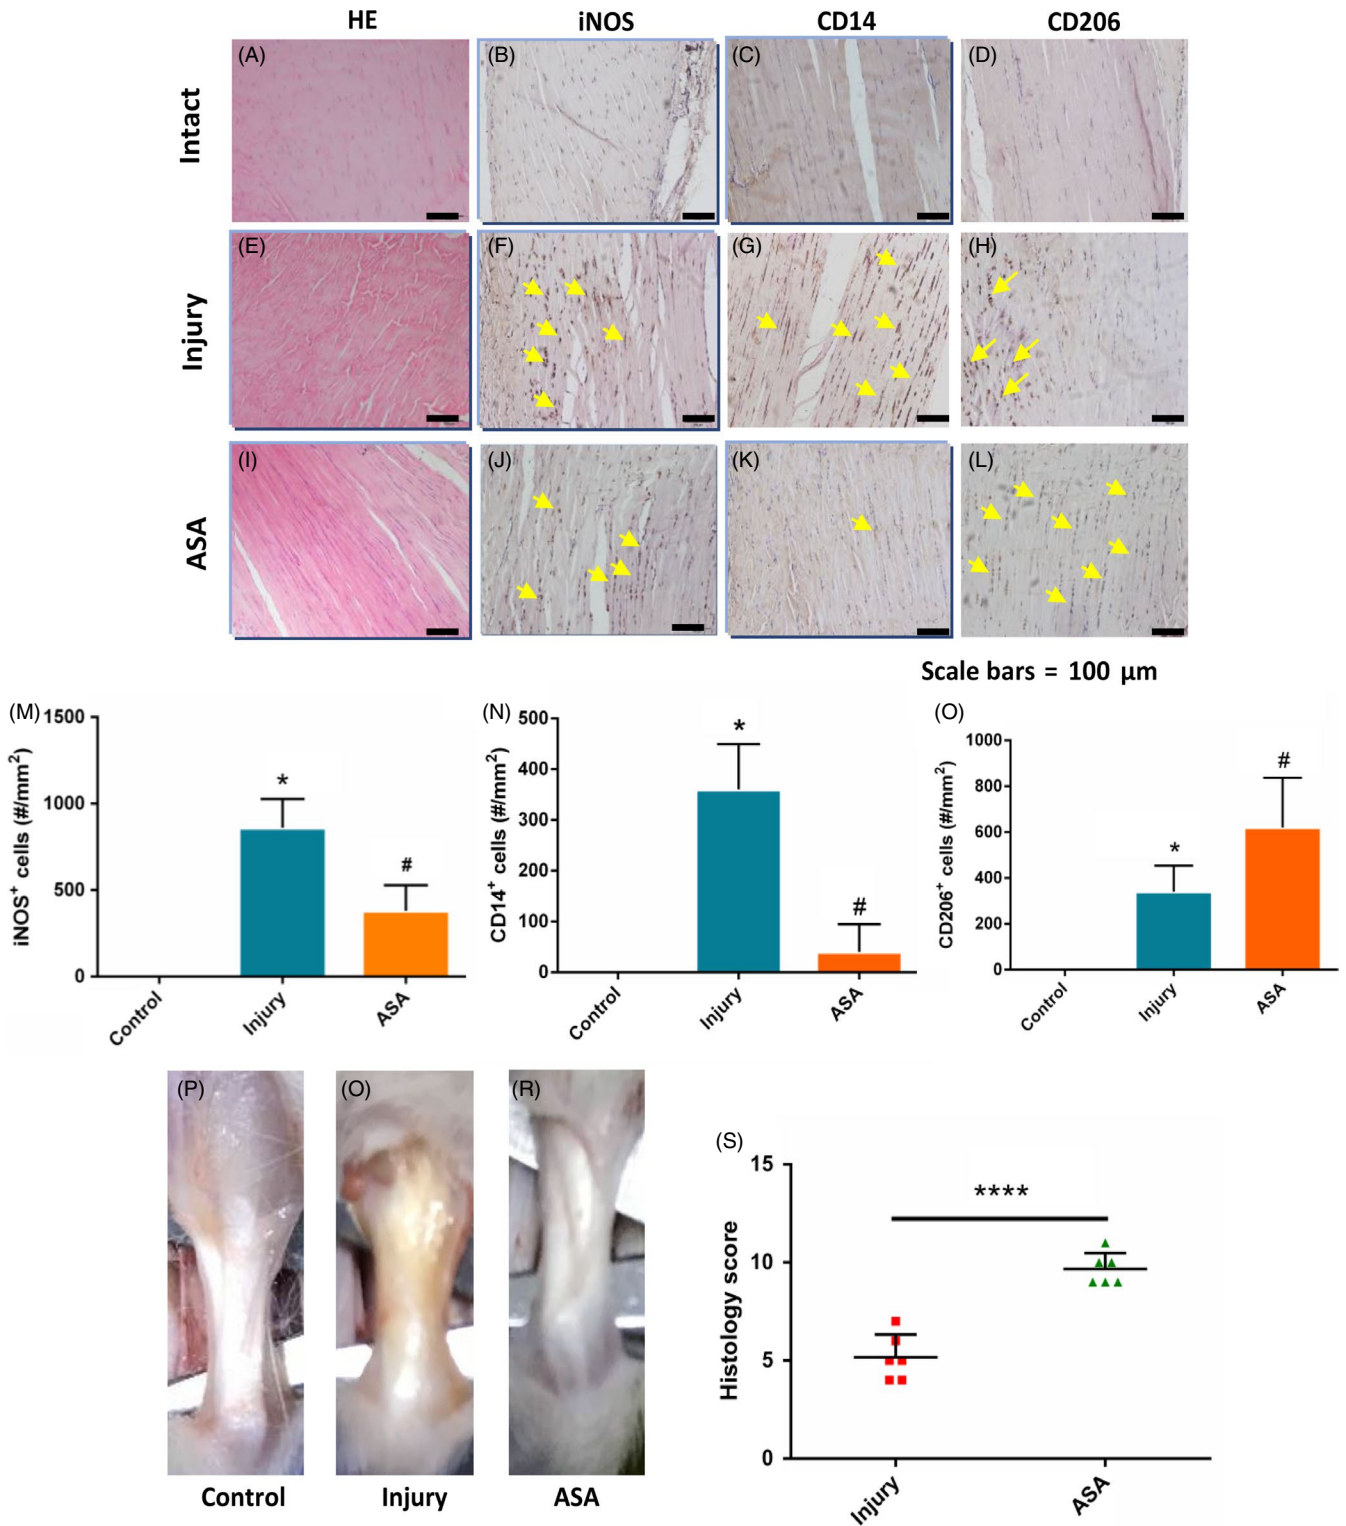 HE iNOS CD14 CD206
Intact (A) (B) (C) (D)
Injury (E) (F) (G) (H)
ASA (I) (J) (K) (L)
Scale bars = 100 µm
(M) (N) (O)
iNOS+ cells (#/mm2)
1500
1000
500
0
*
#
Control Injury ASA
CD14+ cells (#/mm2)
500
400
300
200
100
0
*
#
Control Injury ASA
CD206+ cells (#/mm2)
1000
800
600
400
200
0
*
#
Control Injury ASA
(P) (O) (R)
Control Injury ASA
(S)
Histology score
15
10
5
0
****
Injury ASA